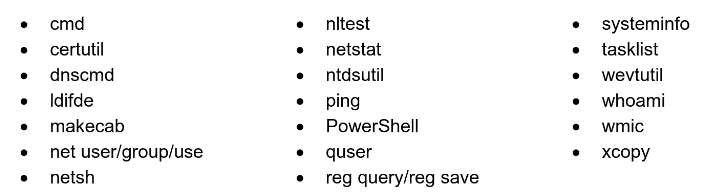 • cmd
• certutil
• dnscmd
• ldifde
• makecab
• net user/group/use
• netsh
• nltest
• netstat
• ntdsutil
• ping
• PowerShell
• quser
• reg query/reg save
• systeminfo
• tasklist
• wevtutil
• whoami
• wmic
• xcopy